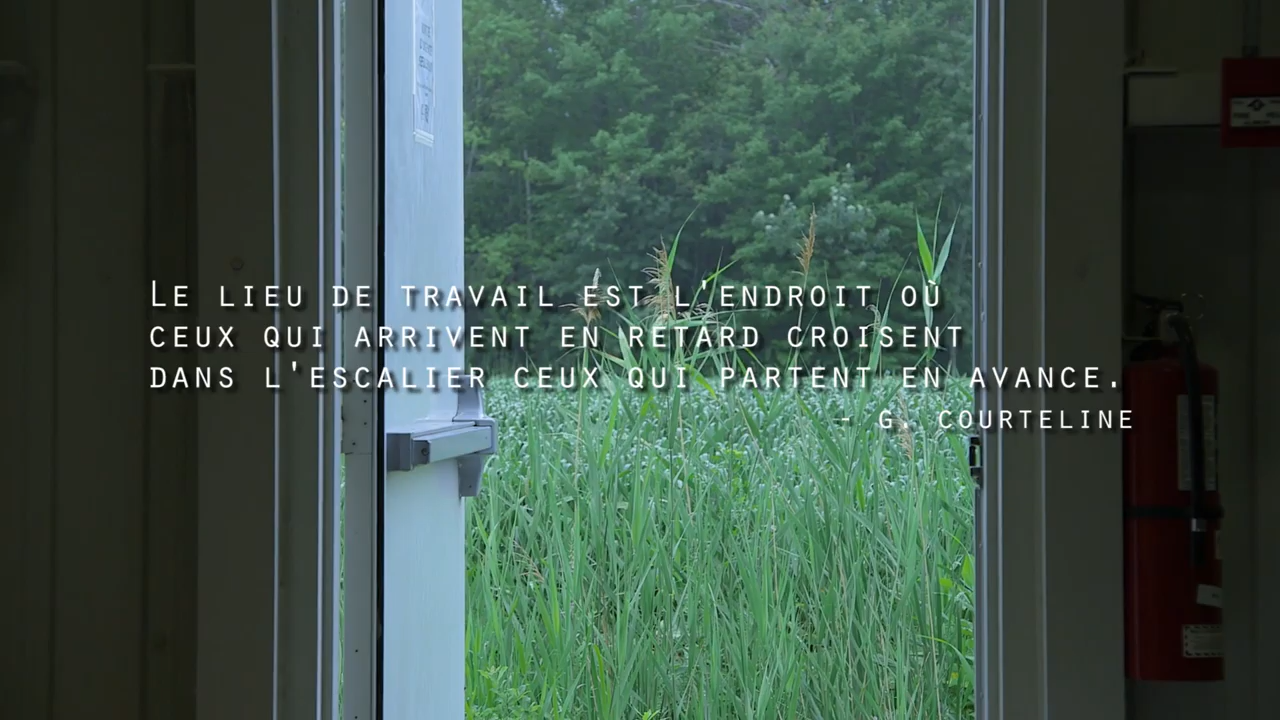 Le lieu de travail est l'endroit où
ceux qui arrivent en retard croisent
dans l'escalier ceux qui partent en avance.
- G. Courteline